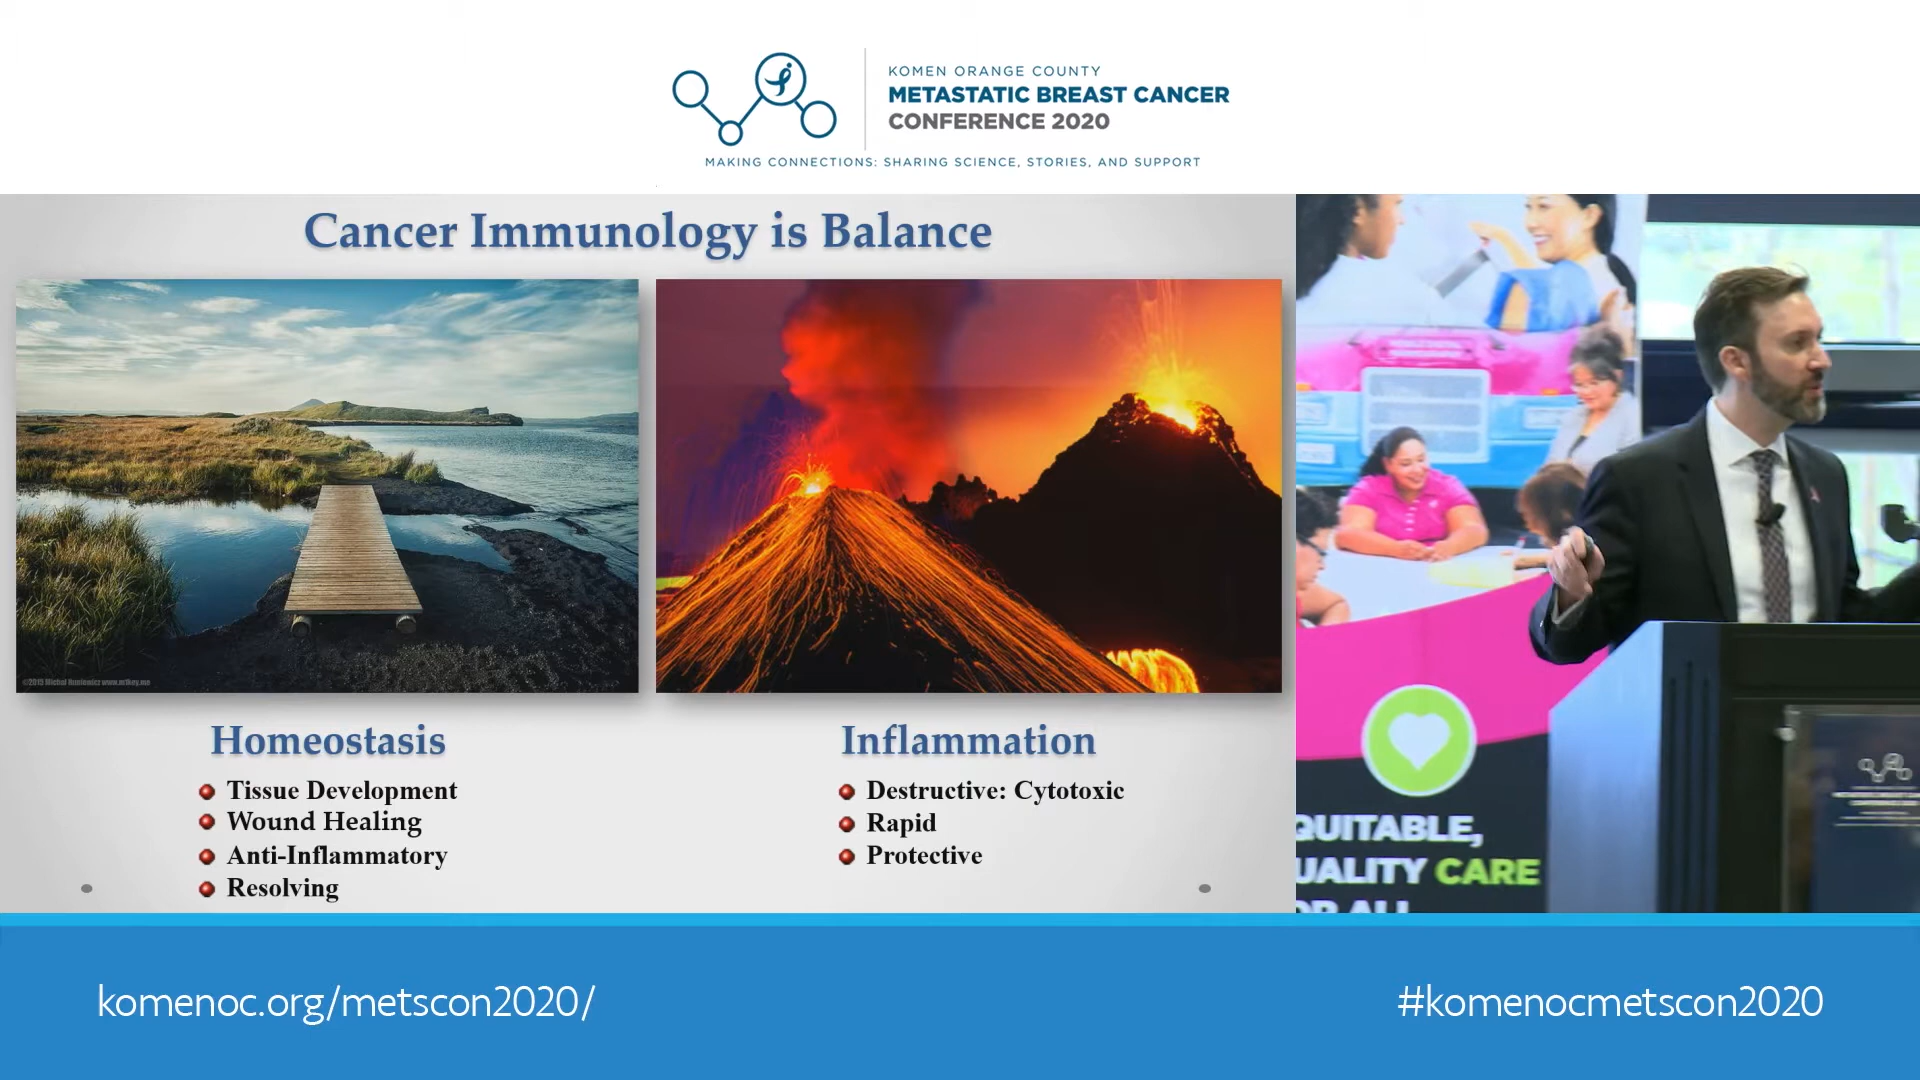 KOMEN ORANGE COUNTY
METASTATIC BREAST CANCER
CONFERENCE 2020
MAKING CONNECTIONS: SHARING SCIENCE, STORIES, AND SUPPORT
Cancer Immunology is Balance
Homeostasis
Tissue Development
Wound Healing
Anti-Inflammatory
Resolving
Inflammation
Destructive: Cytotoxic
Rapid
Protective
QUITABLE,
UALITY CARE
OR ALL
komenoc.org/metscon2020/
#komenocmetscon2020